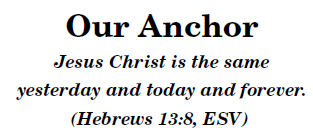 Our Anchor
Jesus Christ is the same
yesterday and today and forever.
(Hebrews 13:8, ESV)